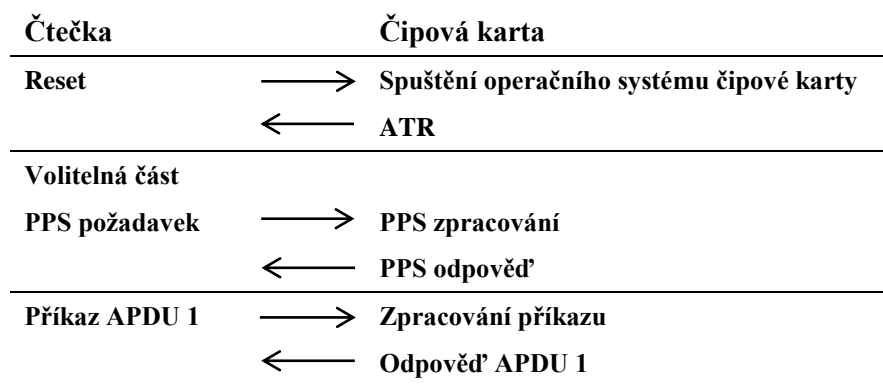 Čtečka Čipová karta
Reset Spuštění operačního systému čipové karty
ATR
Volitelná část
PPS požadavek PPS zpracování
PPS odpověď
Příkaz APDU 1 Zpracování příkazu
Odpověď APDU 1